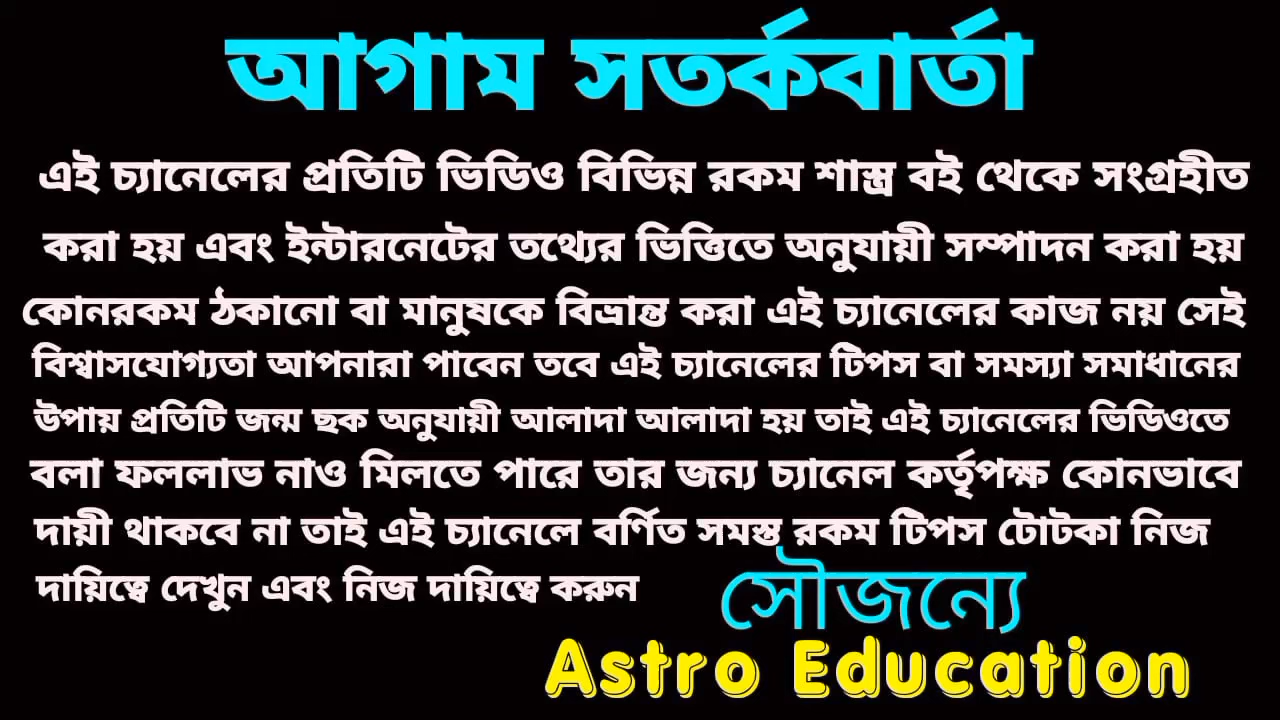 আগাম সতর্কবার্তা
এই চ্যানেলের প্রতিটি ভিডিও বিভিন্ন রকম শাস্ত্র বই থেকে সংগ্রহীত
করা হয় এবং ইন্টারনেটের তথ্যের ভিত্তিতে অনুযায়ী সম্পাদন করা হয়
কোনরকম ঠকানো বা মানুষকে বিভ্রান্ত করা এই চ্যানেলের কাজ নয় সেই
বিশ্বাসযোগ্যতা আপনারা পাবেন তবে এই চ্যানেলের টিপস বা সমস্যা সমাধানের
উপায় প্রতিটি জন্ম ছক অনুযায়ী আলাদা আলাদা হয় তাই এই চ্যানেলের ভিডিওতে
বলা ফললাভ নাও মিলতে পারে তার জন্য চ্যানেল কর্তৃপক্ষ কোনভাবে
দায়ী থাকবে না তাই এই চ্যানেলে বর্ণিত সমস্ত রকম টিপস টোটকা নিজ
দায়িত্বে দেখুন এবং নিজ দায়িত্বে করুন
সৌজন্যে
Astro Education